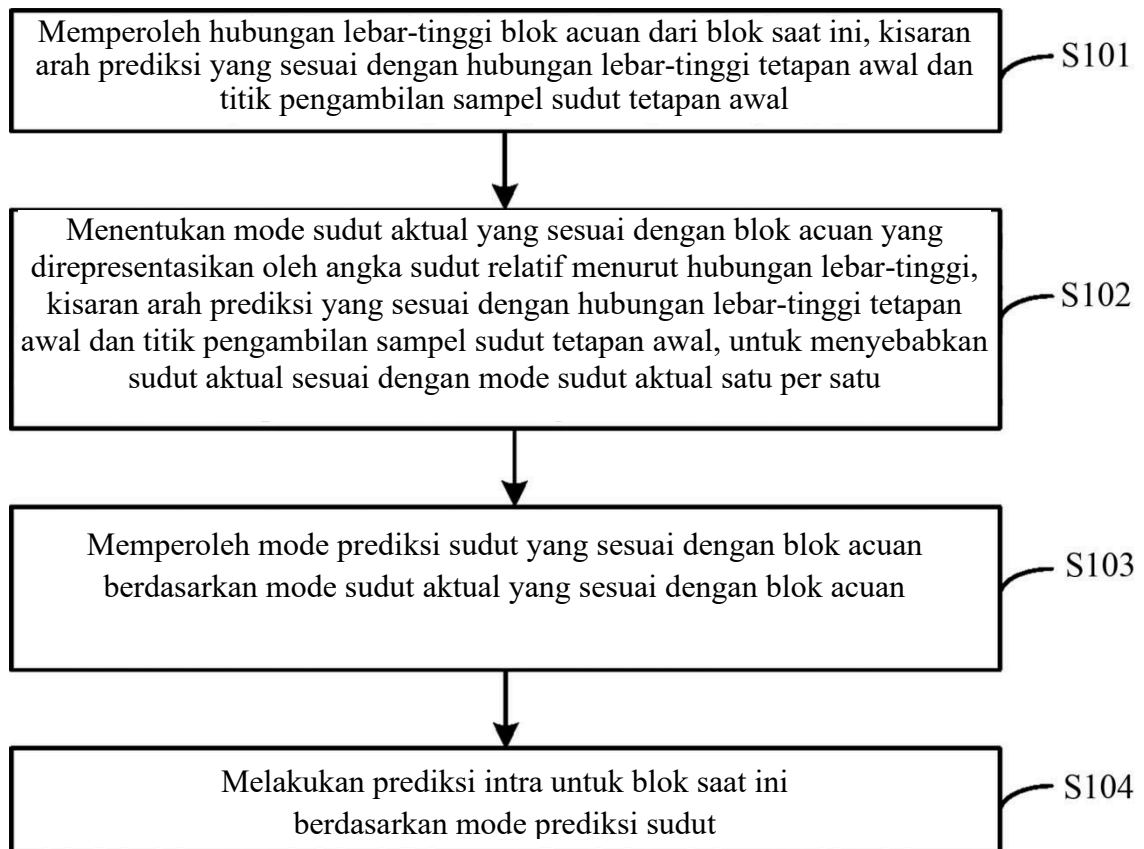 Memperoleh hubungan lebar-tinggi blok acuan dari blok saat ini, kisaran
arah prediksi yang sesuai dengan hubungan lebar-tinggi tetapan awal dan
titik pengambilan sampel sudut tetapan awal
S101
Menentukan mode sudut aktual yang sesuai dengan blok acuan yang
direpresentasikan oleh angka sudut relatif menurut hubungan lebar-tinggi,
kisaran arah prediksi yang sesuai dengan hubungan lebar-tinggi tetapan
awal dan titik pengambilan sampel sudut tetapan awal, untuk menyebabkan
sudut aktual sesuai dengan mode sudut aktual satu per satu
S102
Memperoleh mode prediksi sudut yang sesuai dengan blok acuan
berdasarkan mode sudut aktual yang sesuai dengan blok acuan
S103
Melakukan prediksi intra untuk blok saat ini
berdasarkan mode prediksi sudut
S104